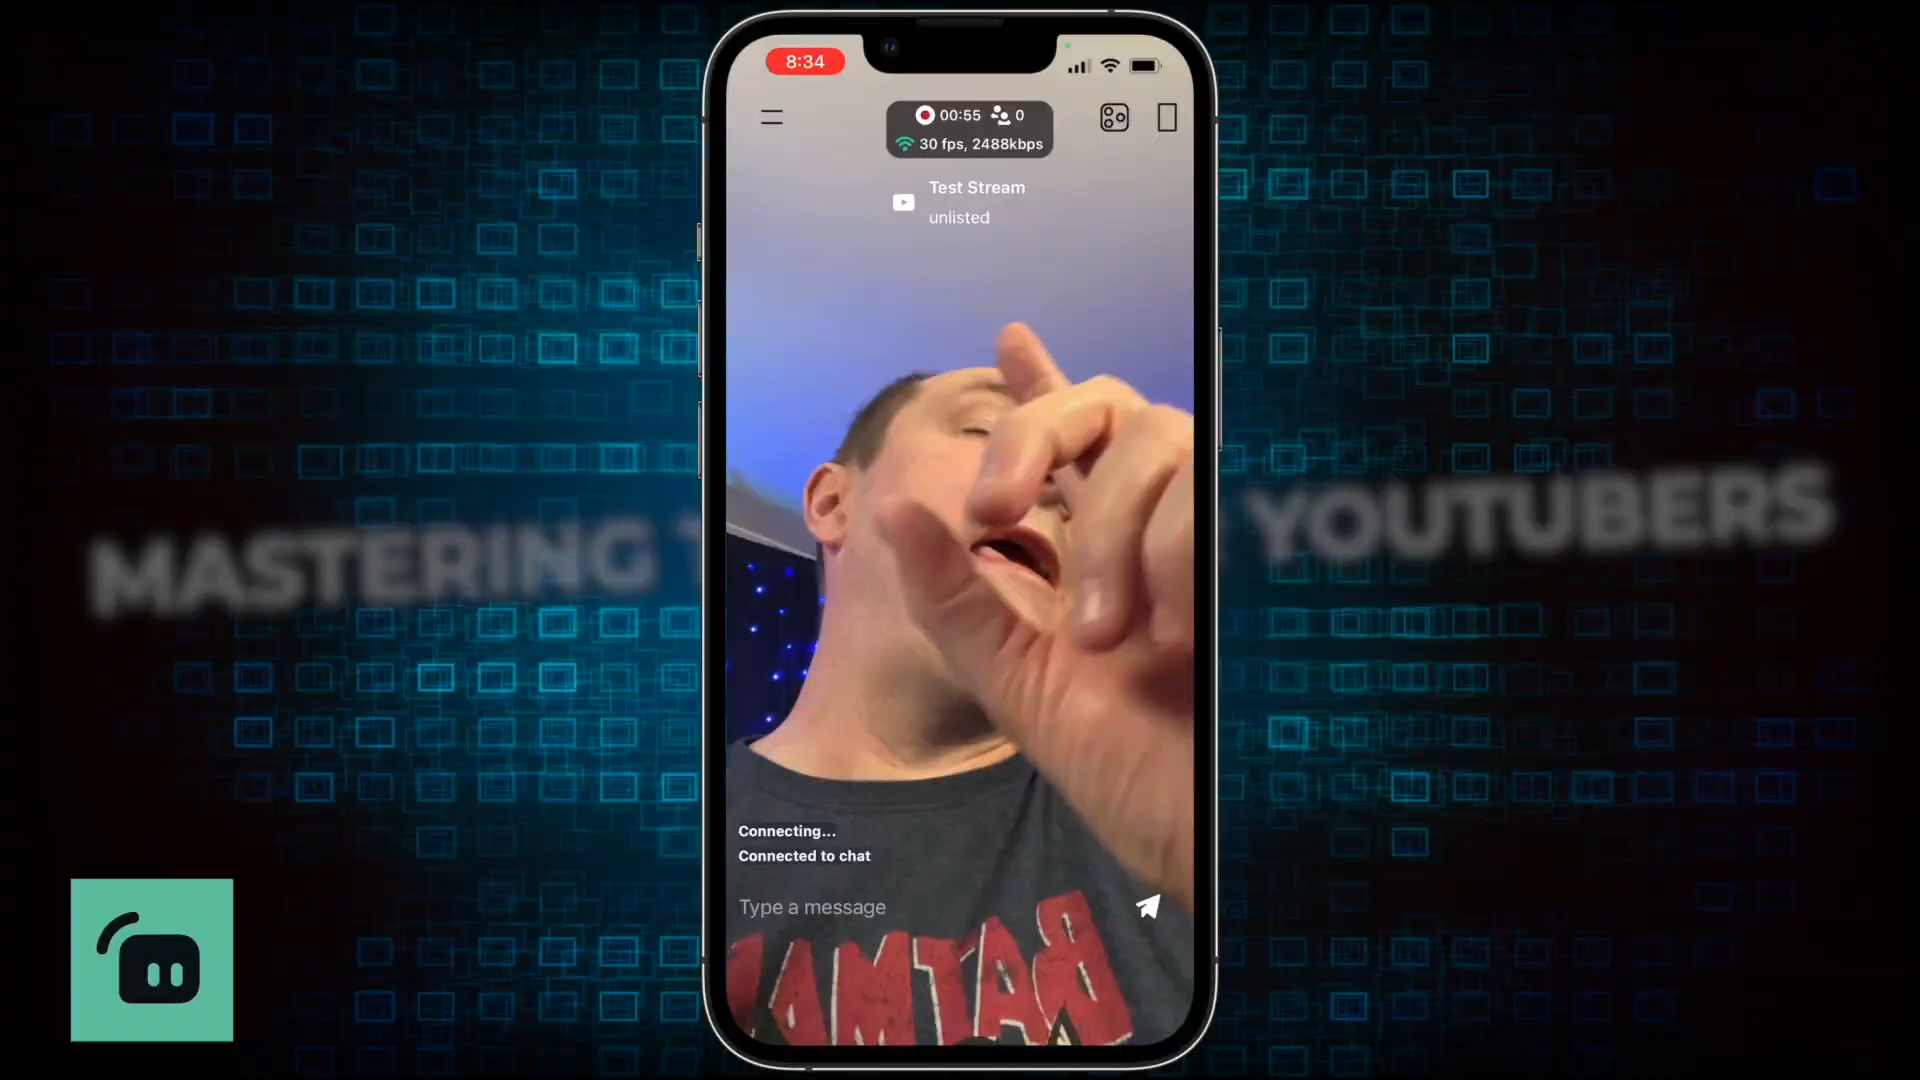 8:34
00:55 0
30 fps, 2488kbps
Test Stream
unlisted
MASTERING T YOUTUBERS
Connecting...
Connected to chat
Type a message
BATMAN